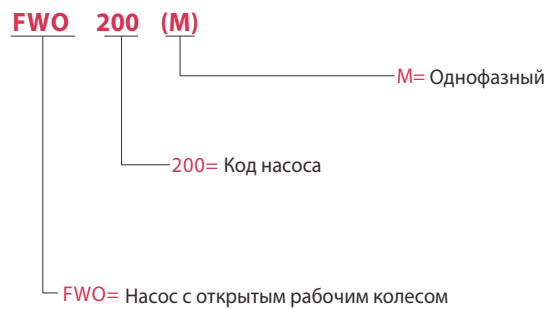 FWO 200 (M)
M= Однофазный
200= Код насоса
FWO= Насос с открытым рабочим колесом